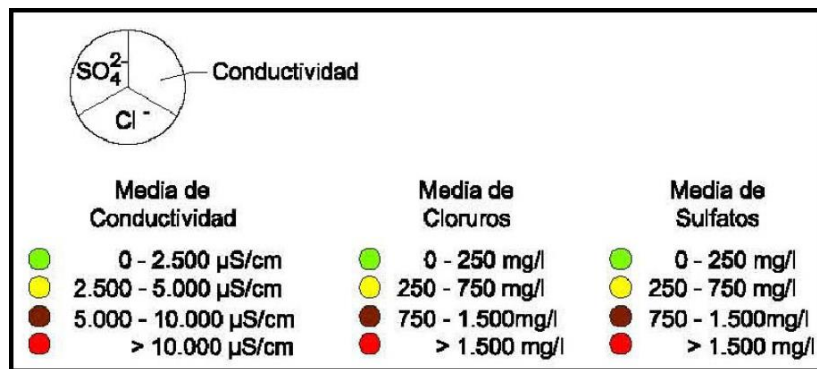 SO₄²⁻
Conductividad
Cl⁻
Media de Conductividad
0 - 2.500 µS/cm
2.500 - 5.000 µS/cm
5.000 - 10.000 µS/cm
> 10.000 µS/cm
Media de Cloruros
0 - 250 mg/l
250 - 750 mg/l
750 - 1.500mg/l
> 1.500 mg/l
Media de Sulfatos
0 - 250 mg/l
250 - 750 mg/l
750 - 1.500mg/l
> 1.500 mg/l